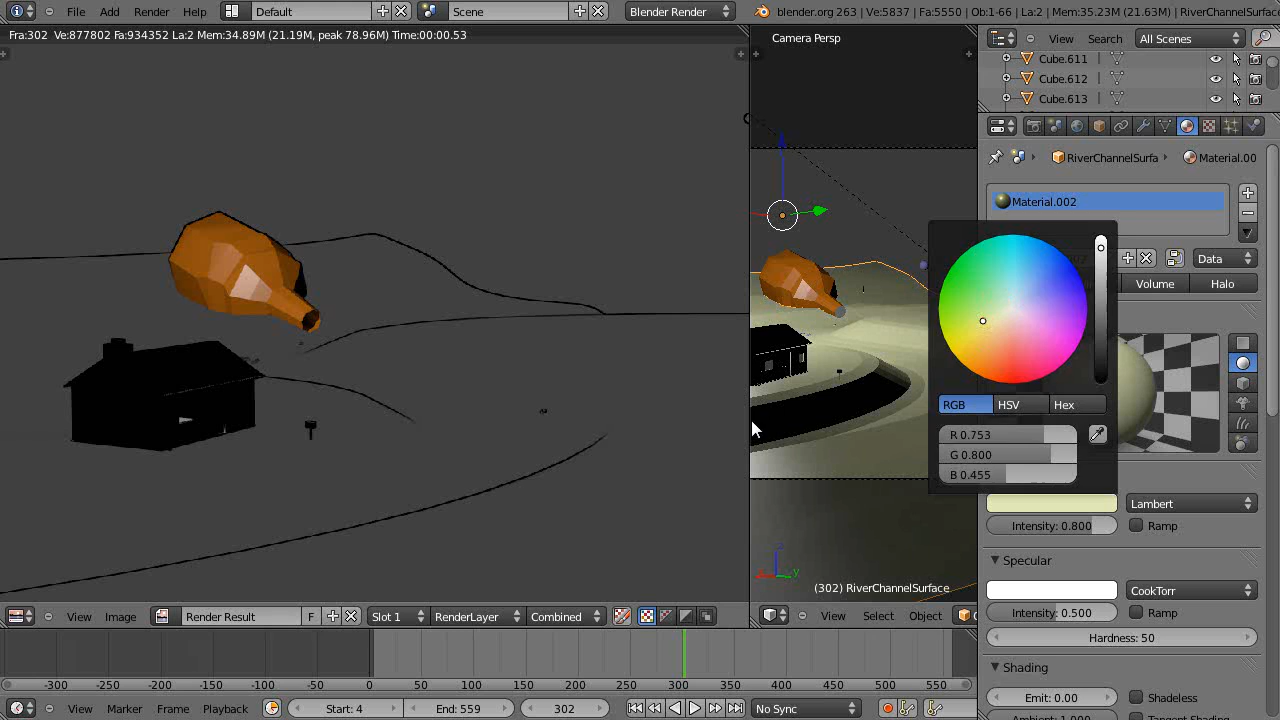 File Add Render Help Default Scene Blender Render blender.org 263 | Ve:5837 | Fa:5550 | Ob:1-66 | La:2 | Mem:35.23M (21.63M) | RiverChannelSurfac
Fra:302 Ve:877802 Fa:934352 La:2 Mem:34.89M (21.19M, peak 78.96M) Time:00:00.53
Camera Persp
View Search All Scenes
Cube.611
Cube.612
Cube.613
RiverChannelSurfa Material.00
Material.002
Data
Volume Halo
RGB HSV Hex
R 0.753
G 0.800
B 0.455
Lambert
Intensity: 0.800 Ramp
Specular
CookTorr
Intensity: 0.500 Ramp
Hardness: 50
Shading
Emit: 0.00 Shadeless
(302) RiverChannelSurface
View Image Render Result F Slot 1 RenderLayer Combined
View Select Object
-300 -250 -200 -150 -100 -50 0 50 100 150 200 250 300 350 400 450 500 550
View Marker Frame Playback Start: 4 End: 559 302 No Sync